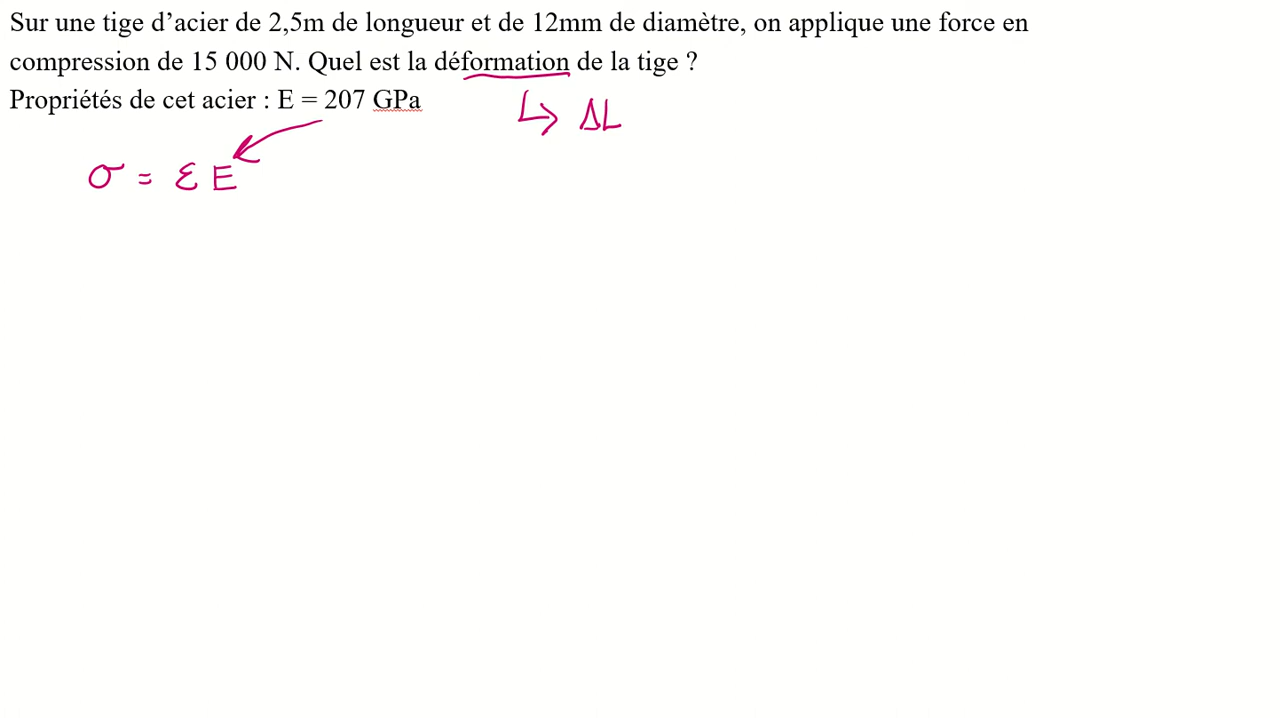 Sur une tige d’acier de 2,5m de longueur et de 12mm de diamètre, on applique une force en
compression de 15 000 N. Quel est la déformation de la tige ?
Propriétés de cet acier : E = 207 GPa
↳ ΔL
σ = ε E